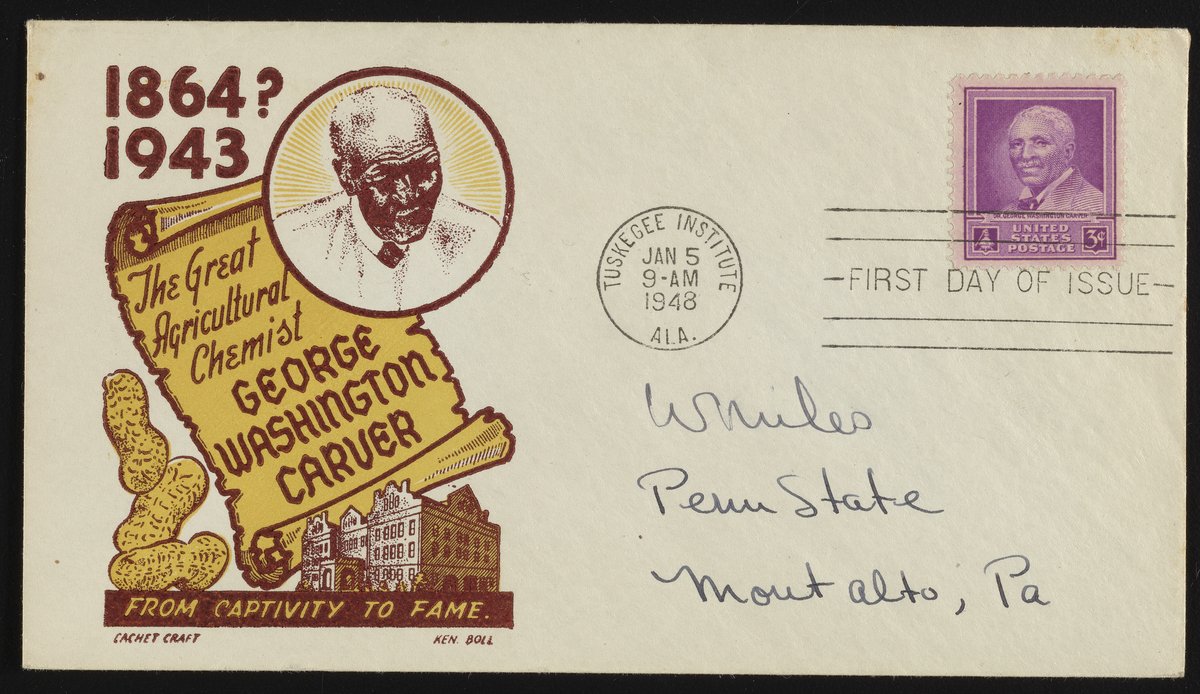 1864?
1943
The Great
Agricultural
Chemist
GEORGE
WASHINGTON
CARVER
FROM CAPTIVITY TO FAME.
CACHET CRAFT
KEN. BOLL
TUSKEGEE INSTITUTE
JAN 5
9-AM
1948
ALA.
DR. GEORGE WASHINGTON CARVER
UNITED
STATES
POSTAGE
3¢
FIRST DAY OF ISSUE
W Miles
Penn State
Mont alto, Pa